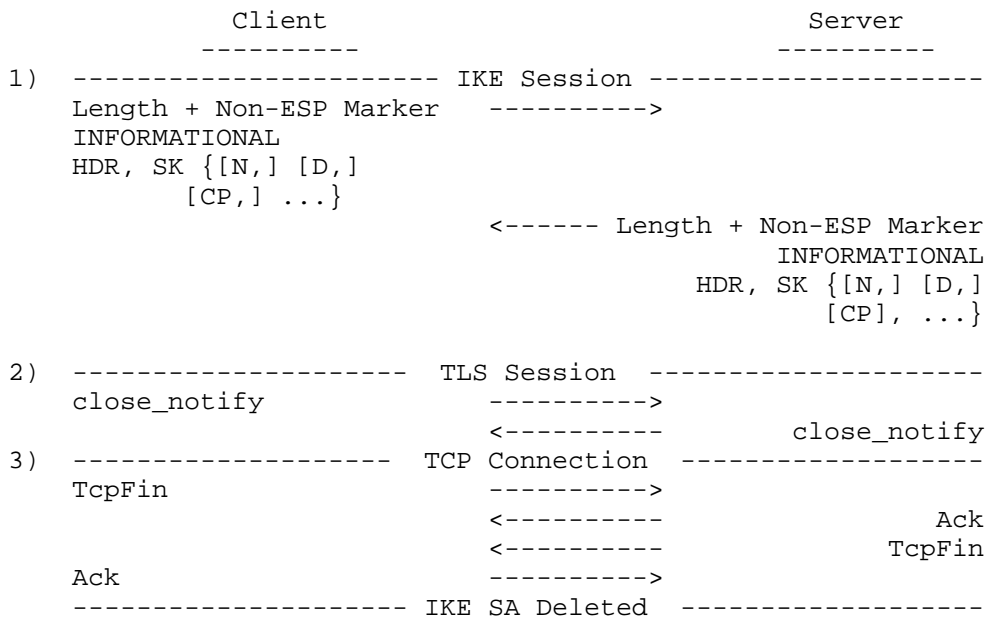 Client                              Server
              ----------                          ----------
  1)  ----------------------- IKE Session ---------------------
      Length + Non-ESP Marker   ---------->
      INFORMATIONAL
      HDR, SK {[N,] [D,]
             [CP,] ...}
                                <------ Length + Non-ESP Marker
                                                  INFORMATIONAL
                                             HDR, SK {[N,] [D,]
                                                     [CP], ...}

  2)  --------------------- TLS Session  ---------------------
      close_notify              ---------->
                                <----------        close_notify
  3)  -------------------- TCP Connection  -------------------
      TcpFin                    ---------->
                                <----------                 Ack
                                <----------              TcpFin
      Ack                       ---------->
      --------------------- IKE SA Deleted  -------------------